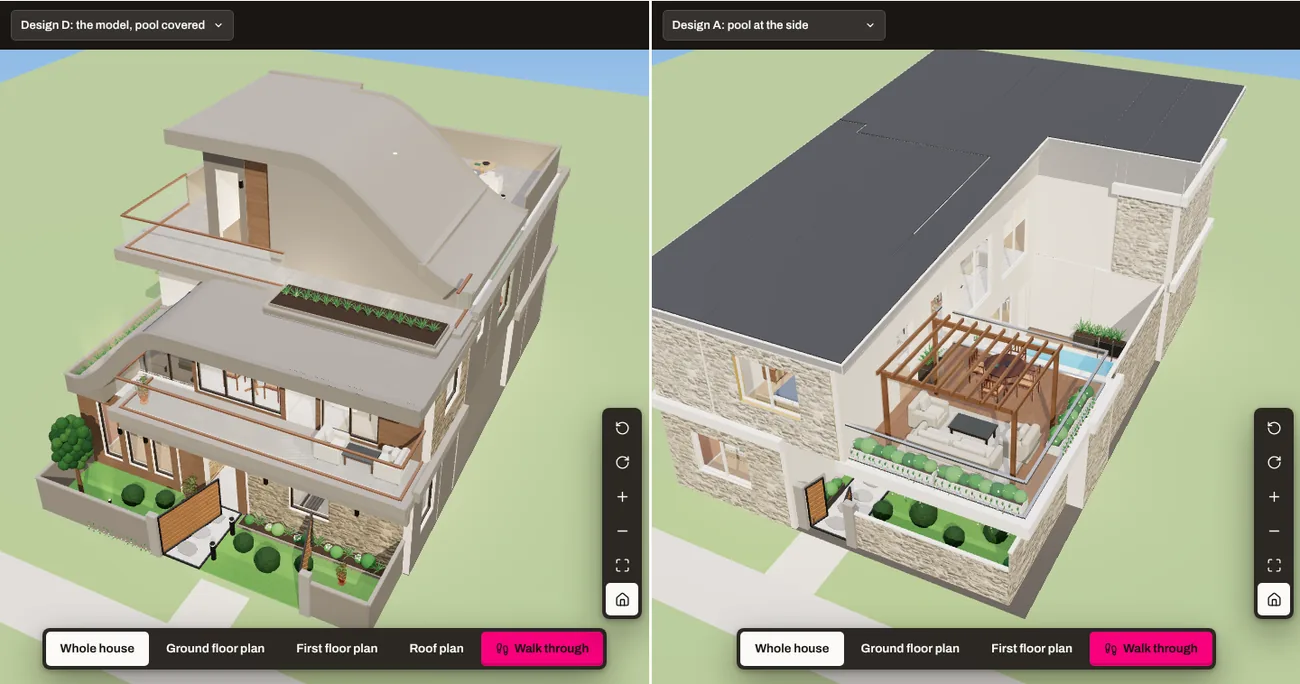 Design D: the model, pool covered
Design A: pool at the side
Whole house
Ground floor plan
First floor plan
Roof plan
Walk through
Whole house
Ground floor plan
First floor plan
Walk through